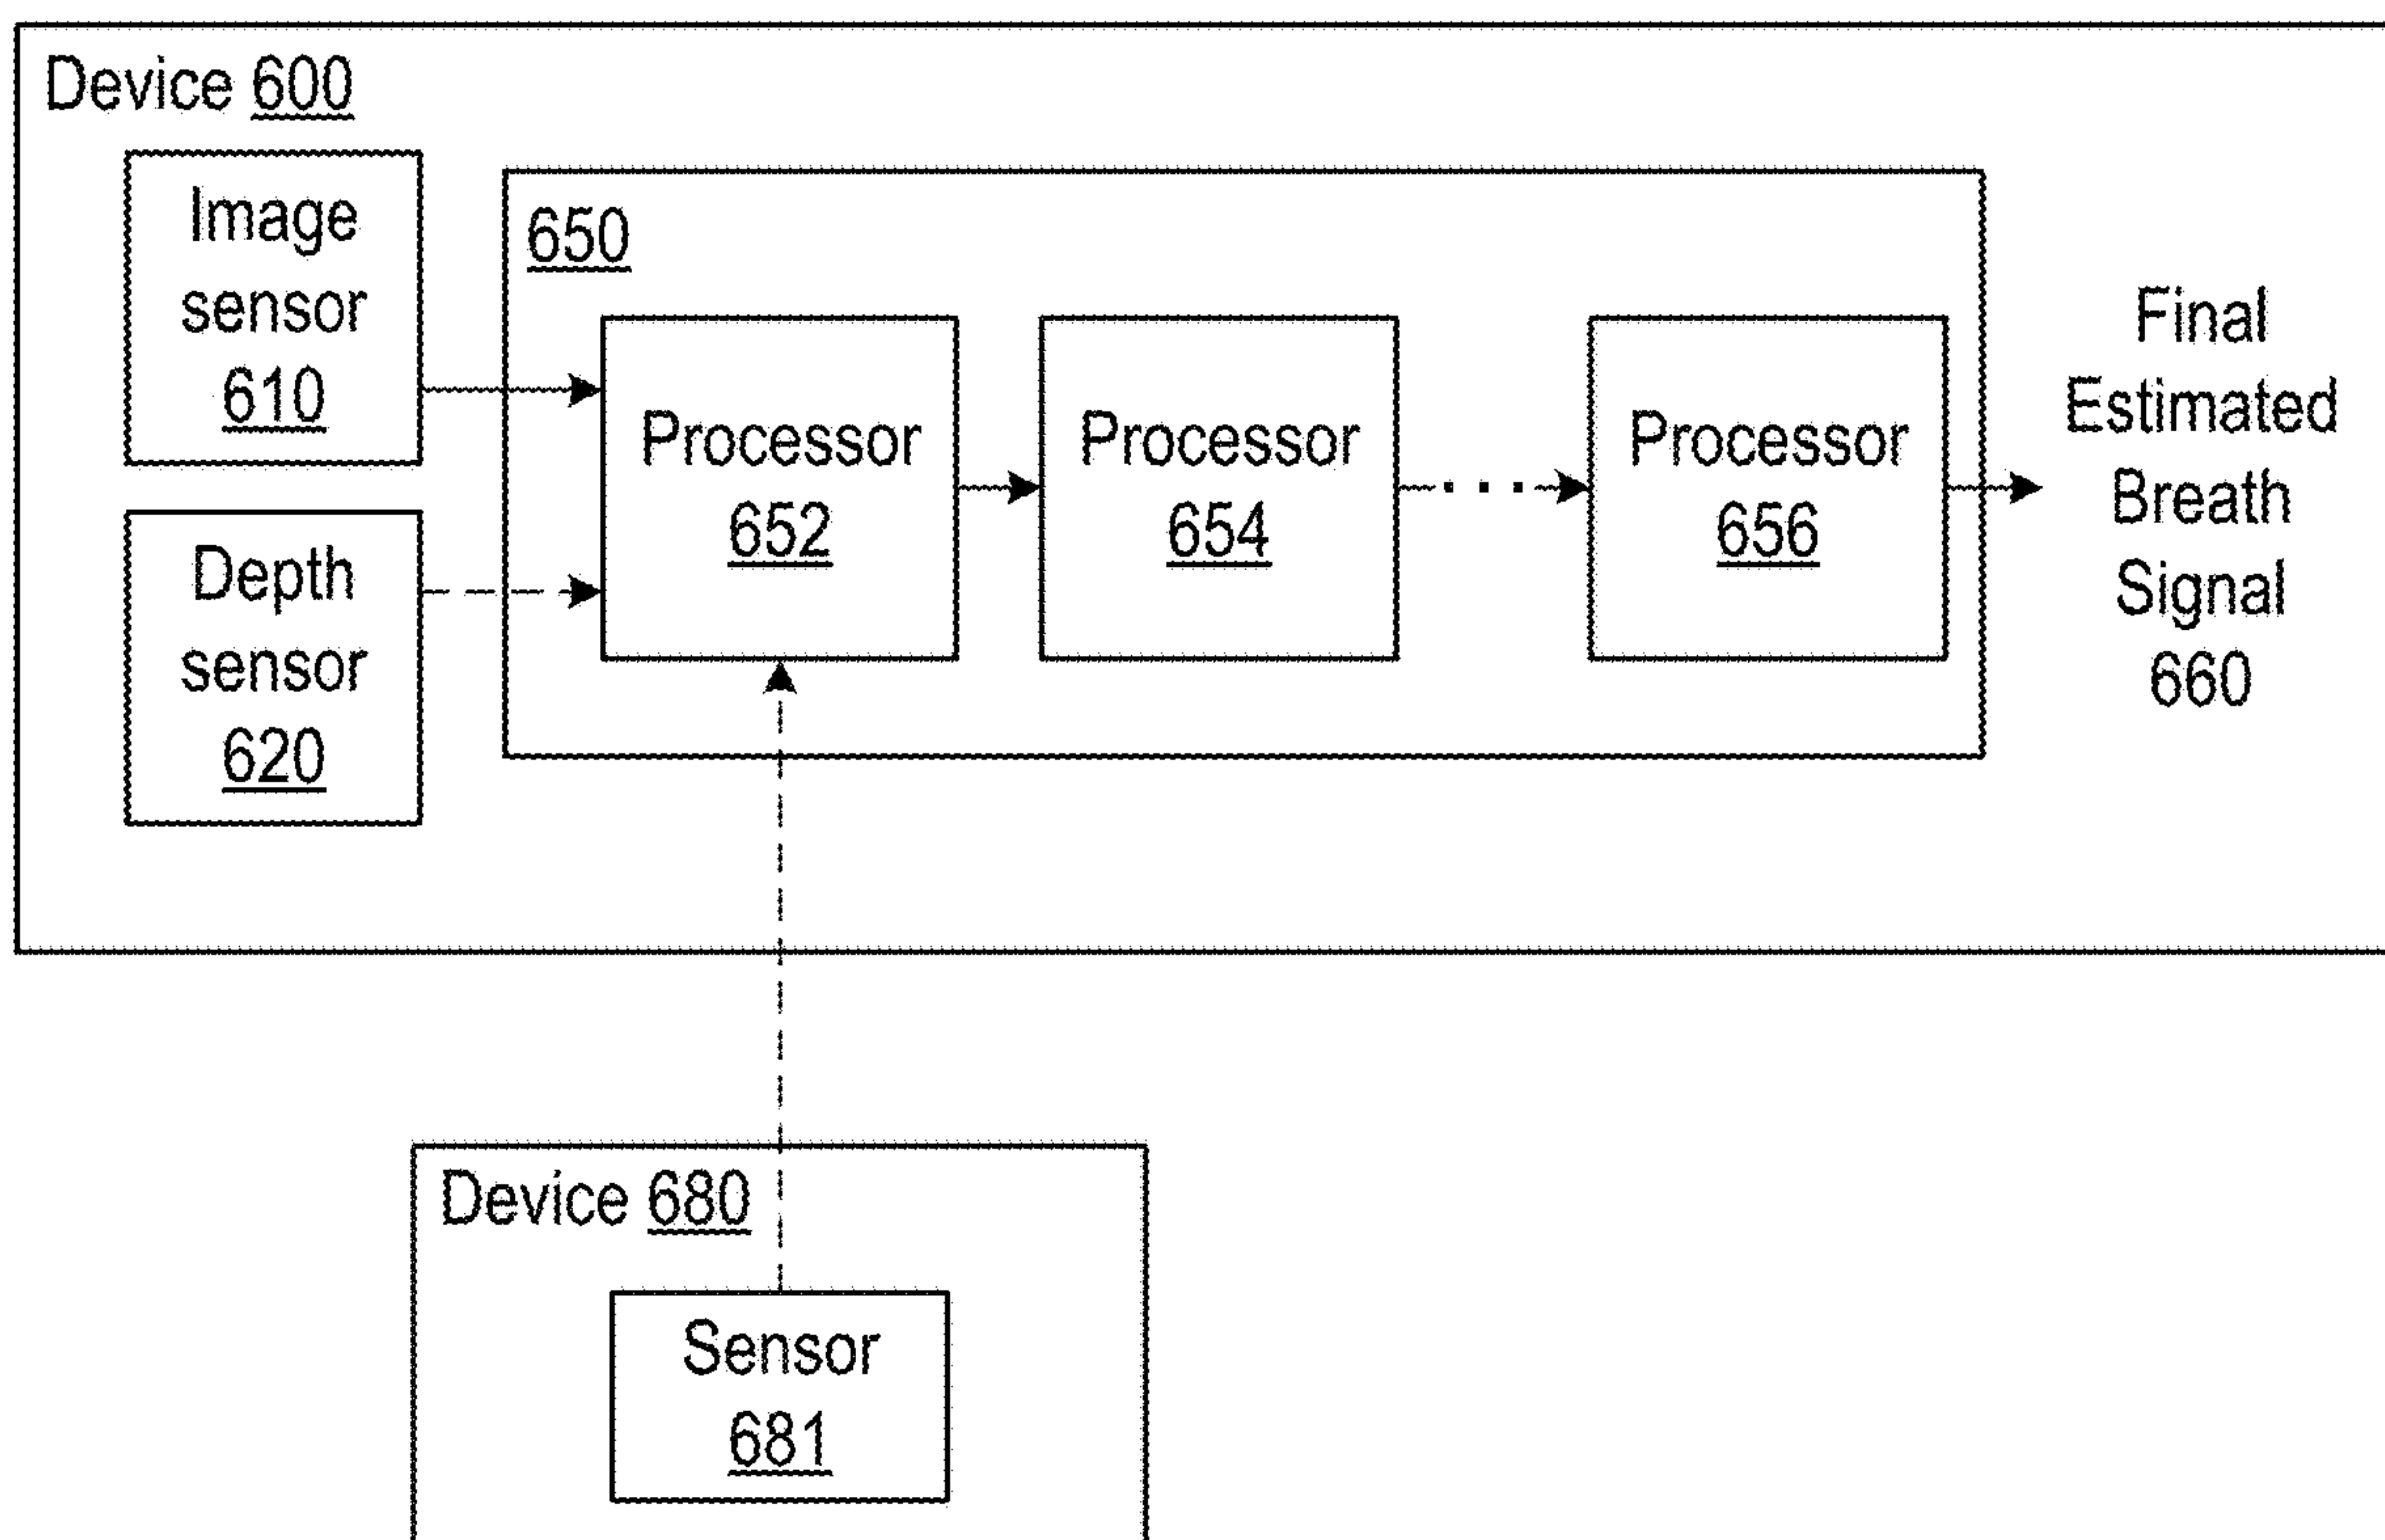 Device 600
Image
sensor
610
Depth
sensor
620
650
Processor
652
Processor
654
...
Processor
656
Final
Estimated
Breath
Signal
660
Device 680
Sensor
681